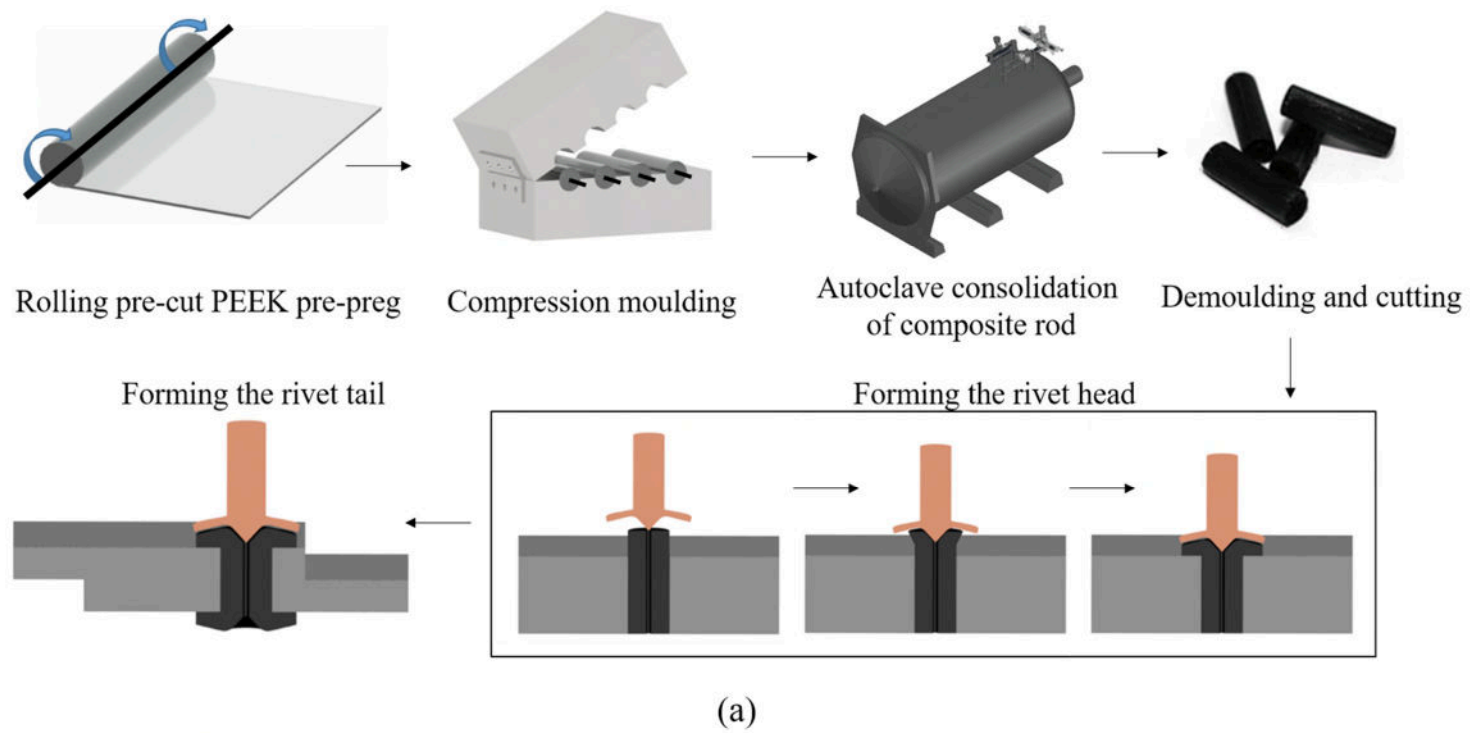 Rolling pre-cut PEEK pre-preg
Compression moulding
Autoclave consolidation
of composite rod
Demoulding and cutting
Forming the rivet tail
Forming the rivet head
(a)